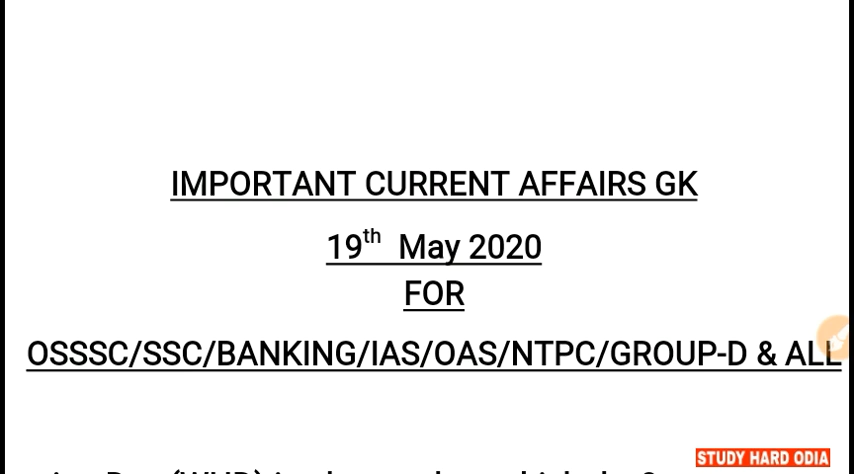 IMPORTANT CURRENT AFFAIRS GK
19th May 2020
FOR
OSSSC/SSC/BANKING/IAS/OAS/NTPC/GROUP-D & ALL
STUDY HARD ODIA